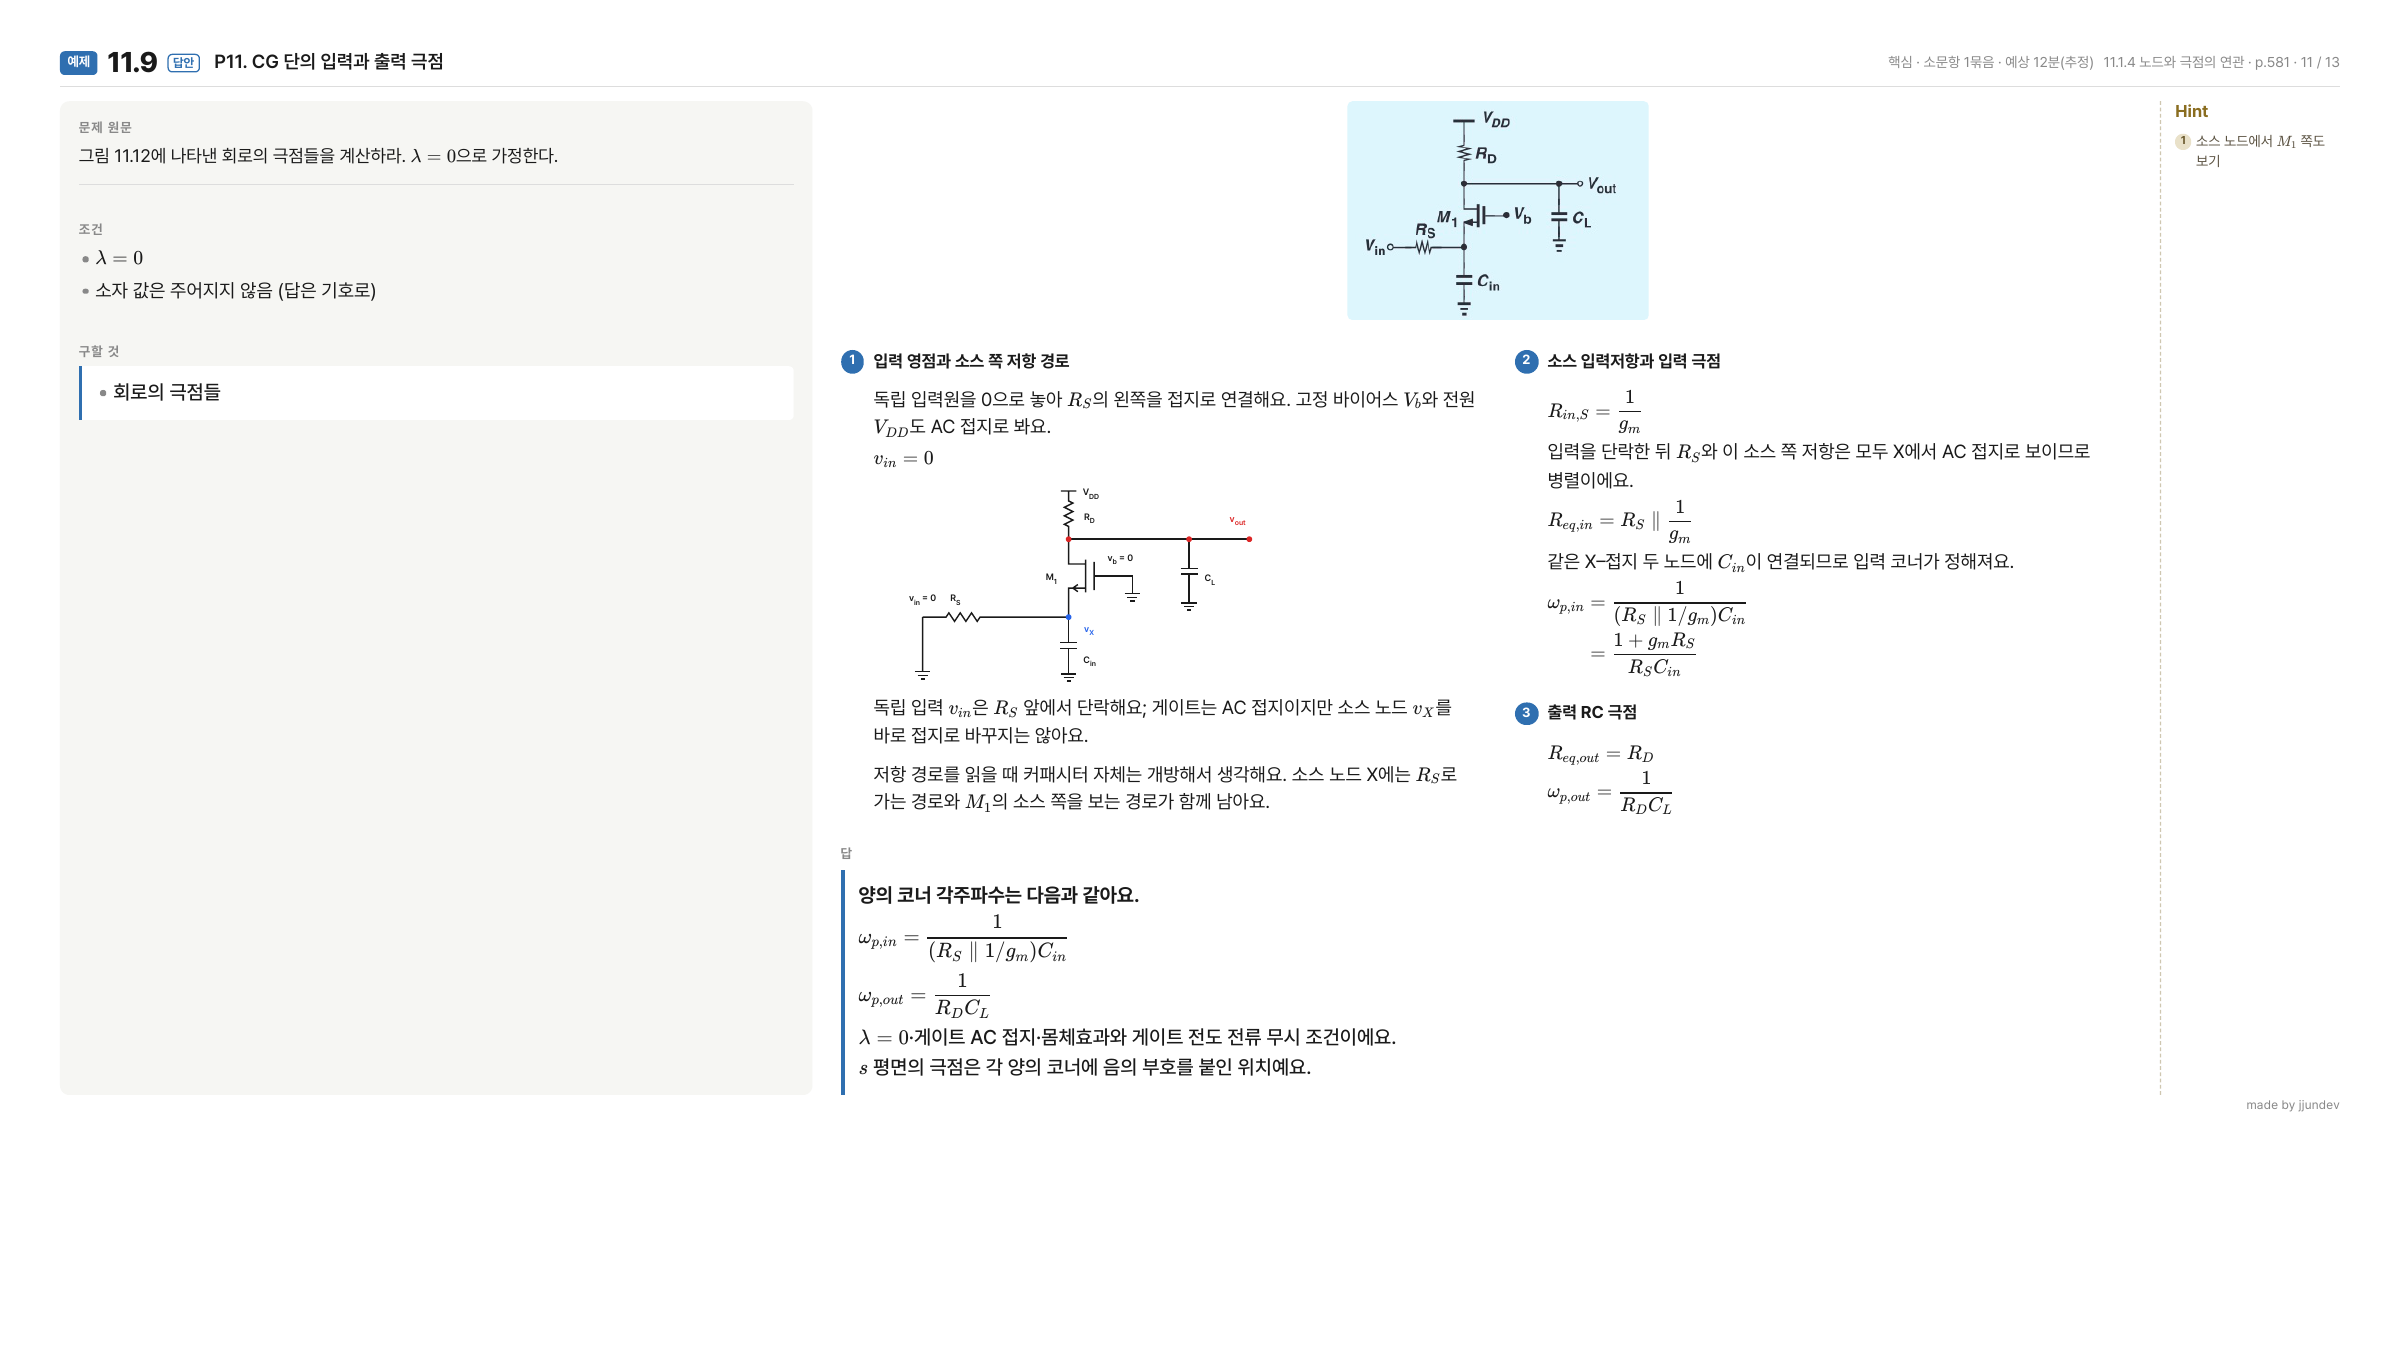 예제 11.9 답안 P11. CG 단의 입력과 출력 극점
핵심 · 소문항 1묶음 · 예상 12분(추정) 11.1.4 노드와 극점의 연관 · p.581 · 11 / 13
문제 원문
그림 11.12에 나타낸 회로의 극점들을 계산하라. λ = 0으로 가정한다.
조건
• λ = 0
• 소자 값은 주어지지 않음 (답은 기호로)
구할 것
• 회로의 극점들
V_DD
R_D
V_out
M_1
V_b
C_L
R_S
V_in
C_in
1 입력 영점과 소스 쪽 저항 경로
독립 입력원을 0으로 놓아 R_S의 왼쪽을 접지로 연결해요. 고정 바이어스 V_b와 전원
V_DD도 AC 접지로 봐요.
v_in = 0
V_DD
R_D
v_out
v_b = 0
M_1
C_L
v_in = 0 R_S
v_X
C_in
독립 입력 v_in은 R_S 앞에서 단락해요; 게이트는 AC 접지이지만 소스 노드 v_X를
바로 접지로 바꾸지는 않아요.
저항 경로를 읽을 때 커패시터 자체는 개방해서 생각해요. 소스 노드 X에는 R_S로
가는 경로와 M_1의 소스 쪽을 보는 경로가 함께 남아요.
2 소스 입력저항과 입력 극점
R_{in,S} = 1/g_m
입력을 단락한 뒤 R_S와 이 소스 쪽 저항은 모두 X에서 AC 접지로 보이므로
병렬이에요.
R_{eq,in} = R_S ∥ 1/g_m
같은 X–접지 두 노드에 C_in이 연결되므로 입력 코너가 정해져요.
ω_{p,in} = 1/((R_S ∥ 1/g_m)C_in)
= (1 + g_m R_S)/(R_S C_in)
3 출력 RC 극점
R_{eq,out} = R_D
ω_{p,out} = 1/(R_D C_L)
답
양의 코너 각주파수는 다음과 같아요.
ω_{p,in} = 1/((R_S ∥ 1/g_m)C_in)
ω_{p,out} = 1/(R_D C_L)
λ = 0·게이트 AC 접지·몸체효과와 게이트 전도 전류 무시 조건이에요.
s 평면의 극점은 각 양의 코너에 음의 부호를 붙인 위치예요.
Hint
1 소스 노드에서 M_1 쪽도
보기
made by jjundev